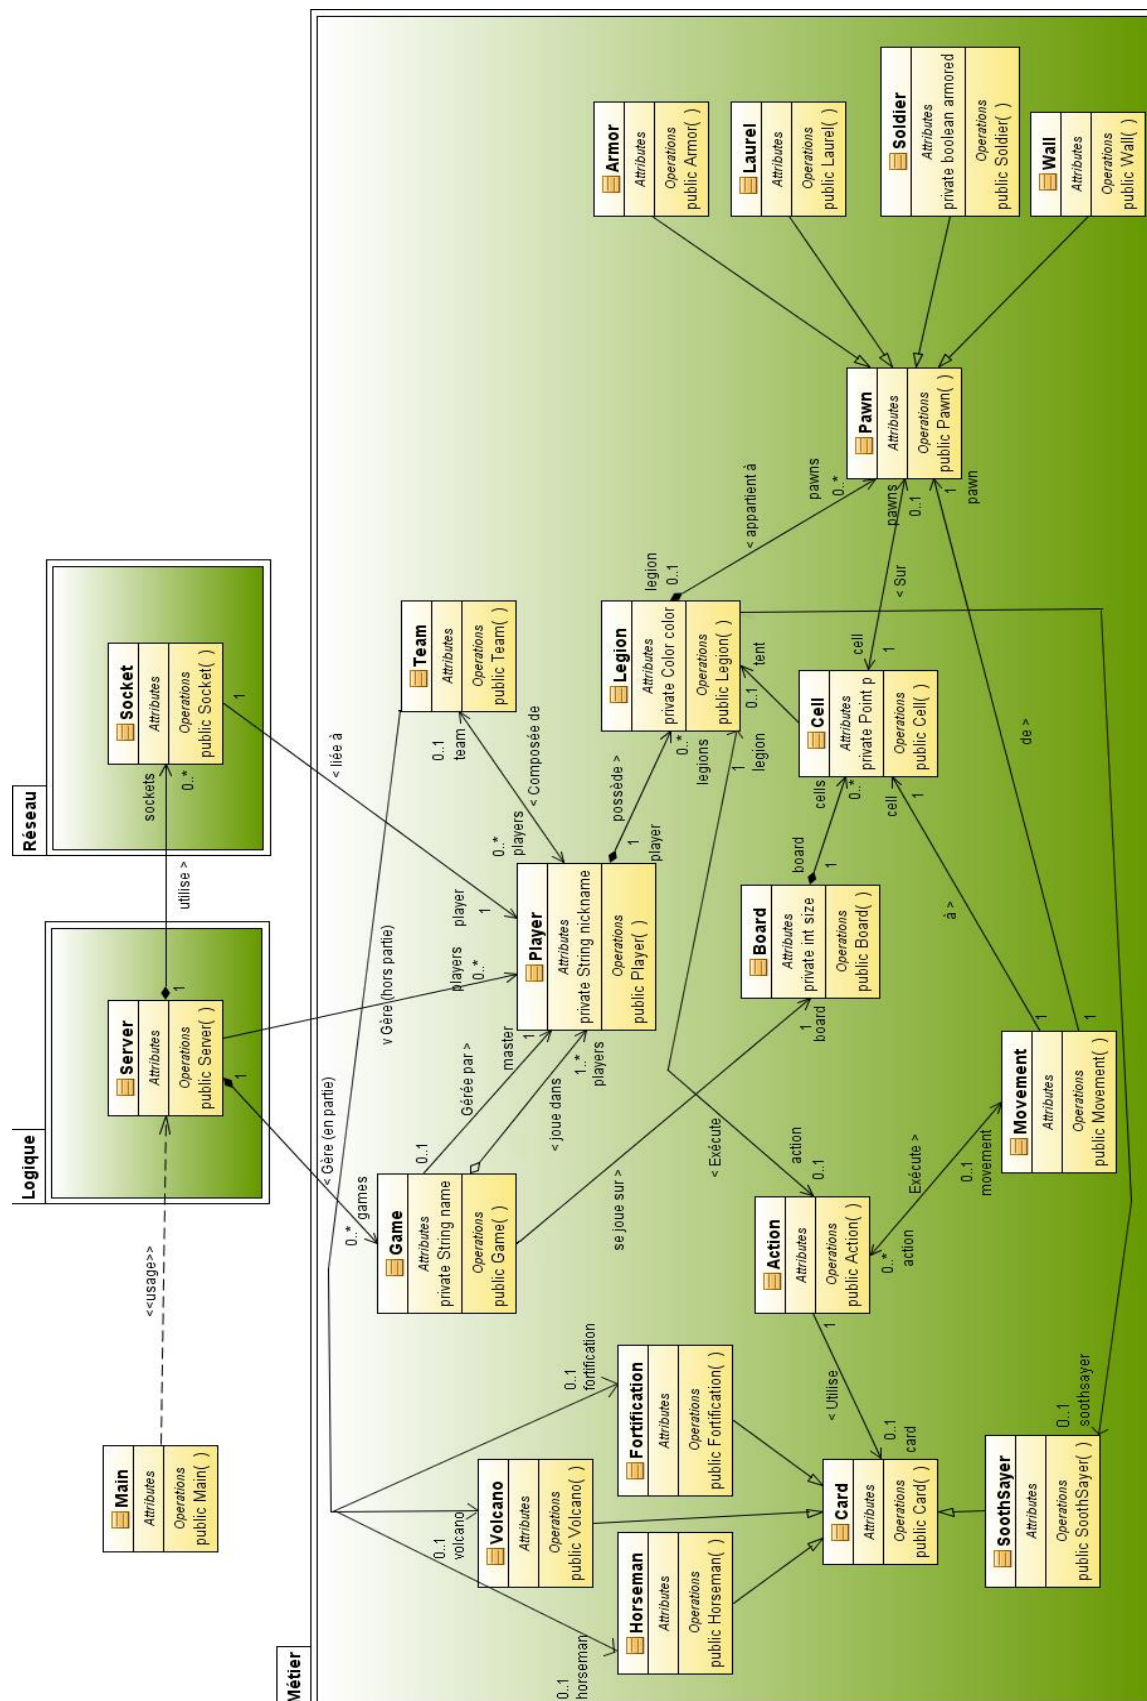 Main
Attributes
Operations
public Main( )
<<usage>>
Logique
Server
Attributes
Operations
public Server( )
1
1
utilise >
Réseau
sockets
0..*
Socket
Attributes
Operations
public Socket( )
1
< liée à
Métier
< Gère (en partie)
0..*
games
v Gère (hors partie)
players
0..*
player
1
Game
Attributes
private String name
Operations
public Game( )
0..1
Gérée par >
master
1
< joue dans
1..*
players
Player
Attributes
private String nickname
Operations
public Player( )
0..*
players
< Composée de
0..1
team
Team
Attributes
Operations
public Team( )
possède >
1
player
0..*
legions
Legion
Attributes
private Color color
Operations
public Legion( )
legion
0..1
< appartient à
pawns
0..*
Armor
Attributes
Operations
public Armor( )
Laurel
Attributes
Operations
public Laurel( )
Soldier
Attributes
private boolean armored
Operations
public Soldier( )
Wall
Attributes
Operations
public Wall( )
Pawn
Attributes
Operations
public Pawn( )
pawns
0..1
1
pawn
< Sur
cell
1
0..1
tent
1
legion
Cell
Attributes
private Point p
Operations
public Cell( )
cells
0..*
cell
1
board
1
Board
Attributes
private int size
Operations
public Board( )
se joue sur >
1
board
< Exécute
action
0..1
à >
de >
Movement
Attributes
Operations
public Movement( )
1
1
0..1
movement
Exécute >
0..*
action
Action
Attributes
Operations
public Action( )
1
< Utilise
0..1
card
0..1
fortification
Fortification
Attributes
Operations
public Fortification( )
0..1
volcano
Volcano
Attributes
Operations
public Volcano( )
0..1
horseman
Horseman
Attributes
Operations
public Horseman( )
Card
Attributes
Operations
public Card( )
0..1
soothsayer
SoothSayer
Attributes
Operations
public SoothSayer( )